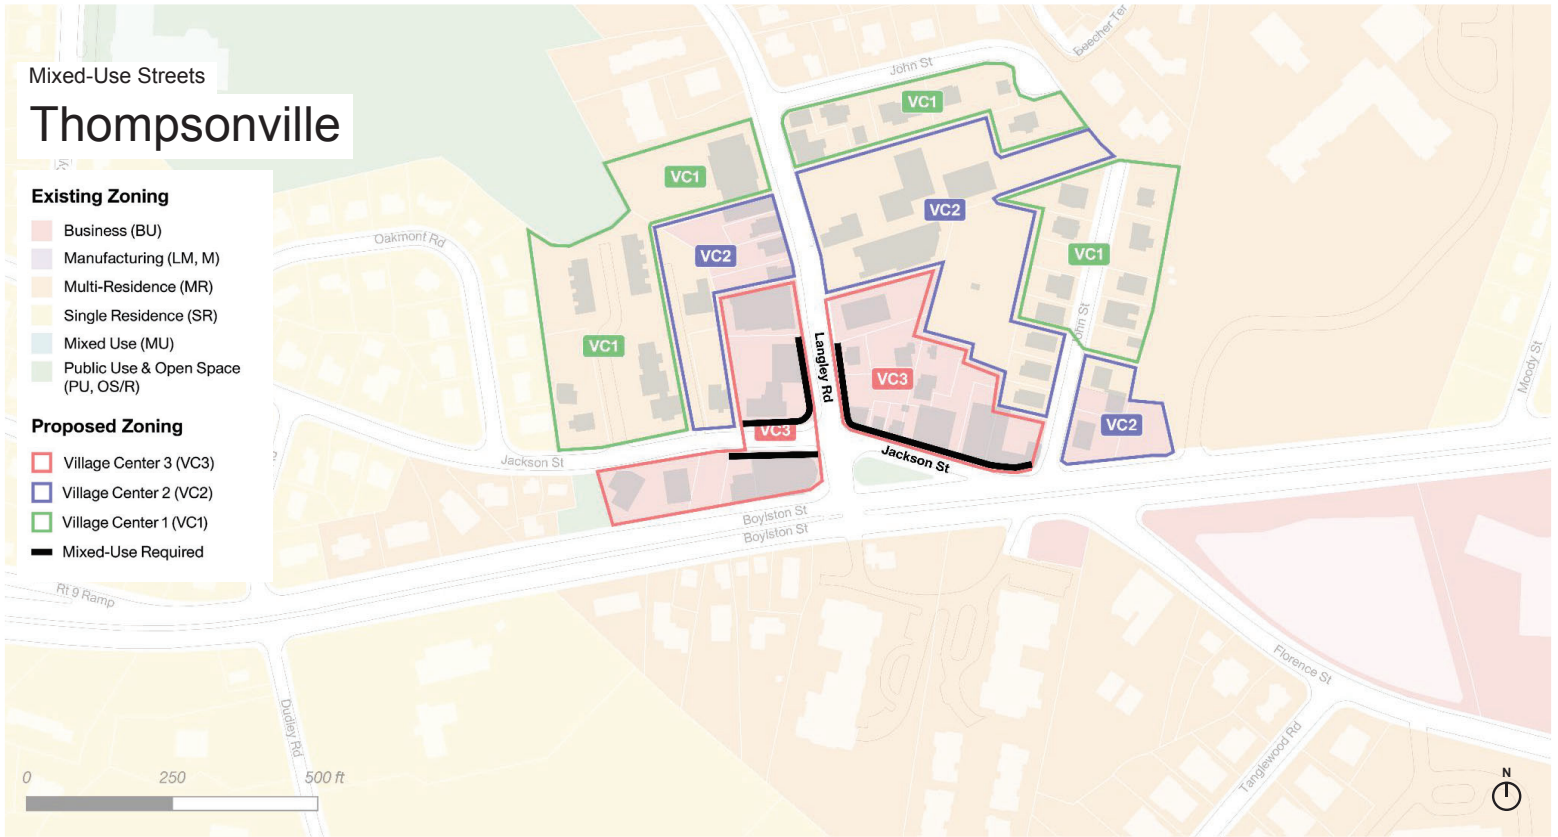 Mixed-Use Streets
Thompsonville
Existing Zoning
Business (BU)
Manufacturing (LM, M)
Multi-Residence (MR)
Single Residence (SR)
Mixed Use (MU)
Public Use & Open Space
(PU, OS/R)
Proposed Zoning
Village Center 3 (VC3)
Village Center 2 (VC2)
Village Center 1 (VC1)
Mixed-Use Required
0 250 500 ft
Beecher Ter
John St
VC1
VC1
VC2
VC2
VC1
VC1
VC3
VC3
VC2
Oakmont Rd
Langley Rd
John St
Moody St
Jackson St
Jackson St
Boylston St
Boylston St
Rt 9 Ramp
Dudley Rd
Florence St
Tanglewood Rd
N